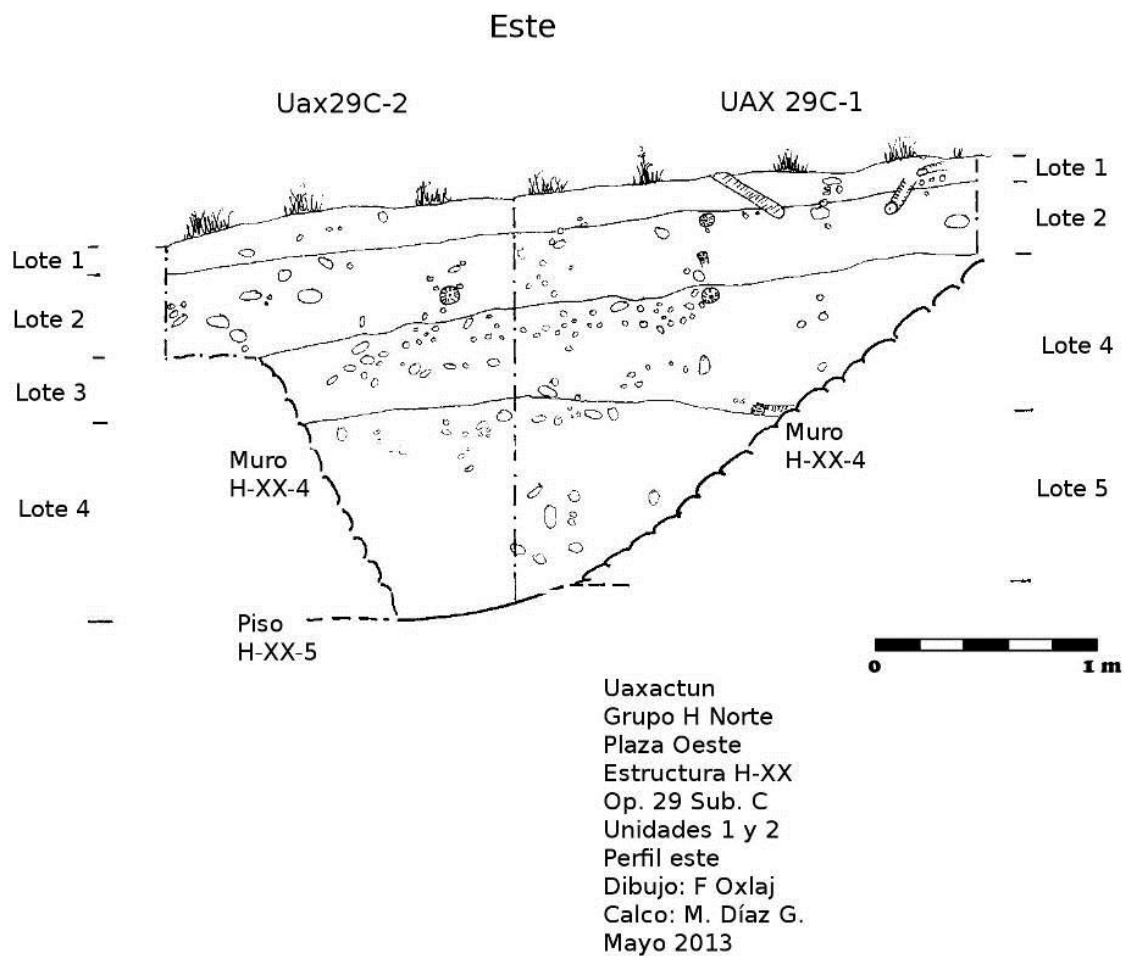 Este
Uax29C-2
UAX 29C-1
Lote 1
Lote 2
Lote 1
Lote 2
Lote 3
Lote 4
Lote 4
Lote 5
Muro
H-XX-4
Muro
H-XX-4
Piso
H-XX-5
0
1 m
Uaxactun
Grupo H Norte
Plaza Oeste
Estructura H-XX
Op. 29 Sub. C
Unidades 1 y 2
Perfil este
Dibujo: F Oxlaj
Calco: M. Díaz G.
Mayo 2013